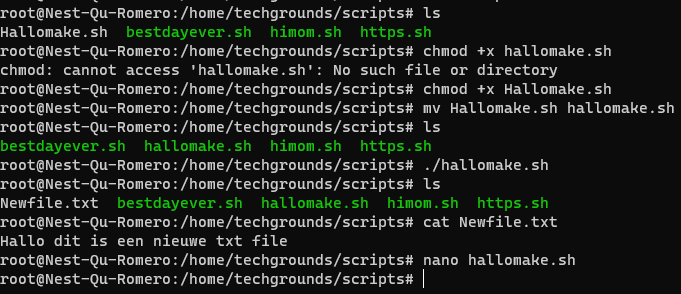 root@Nest-Qu-Romero:/home/techgrounds/scripts# ls
Hallomake.sh  bestdayever.sh  himom.sh  https.sh
root@Nest-Qu-Romero:/home/techgrounds/scripts# chmod +x hallomake.sh
chmod: cannot access 'hallomake.sh': No such file or directory
root@Nest-Qu-Romero:/home/techgrounds/scripts# chmod +x Hallomake.sh
root@Nest-Qu-Romero:/home/techgrounds/scripts# mv Hallomake.sh hallomake.sh
root@Nest-Qu-Romero:/home/techgrounds/scripts# ls
bestdayever.sh  hallomake.sh  himom.sh  https.sh
root@Nest-Qu-Romero:/home/techgrounds/scripts# ./hallomake.sh
root@Nest-Qu-Romero:/home/techgrounds/scripts# ls
Newfile.txt  bestdayever.sh  hallomake.sh  himom.sh  https.sh
root@Nest-Qu-Romero:/home/techgrounds/scripts# cat Newfile.txt
Hallo dit is een nieuwe txt file
root@Nest-Qu-Romero:/home/techgrounds/scripts# nano hallomake.sh
root@Nest-Qu-Romero:/home/techgrounds/scripts#